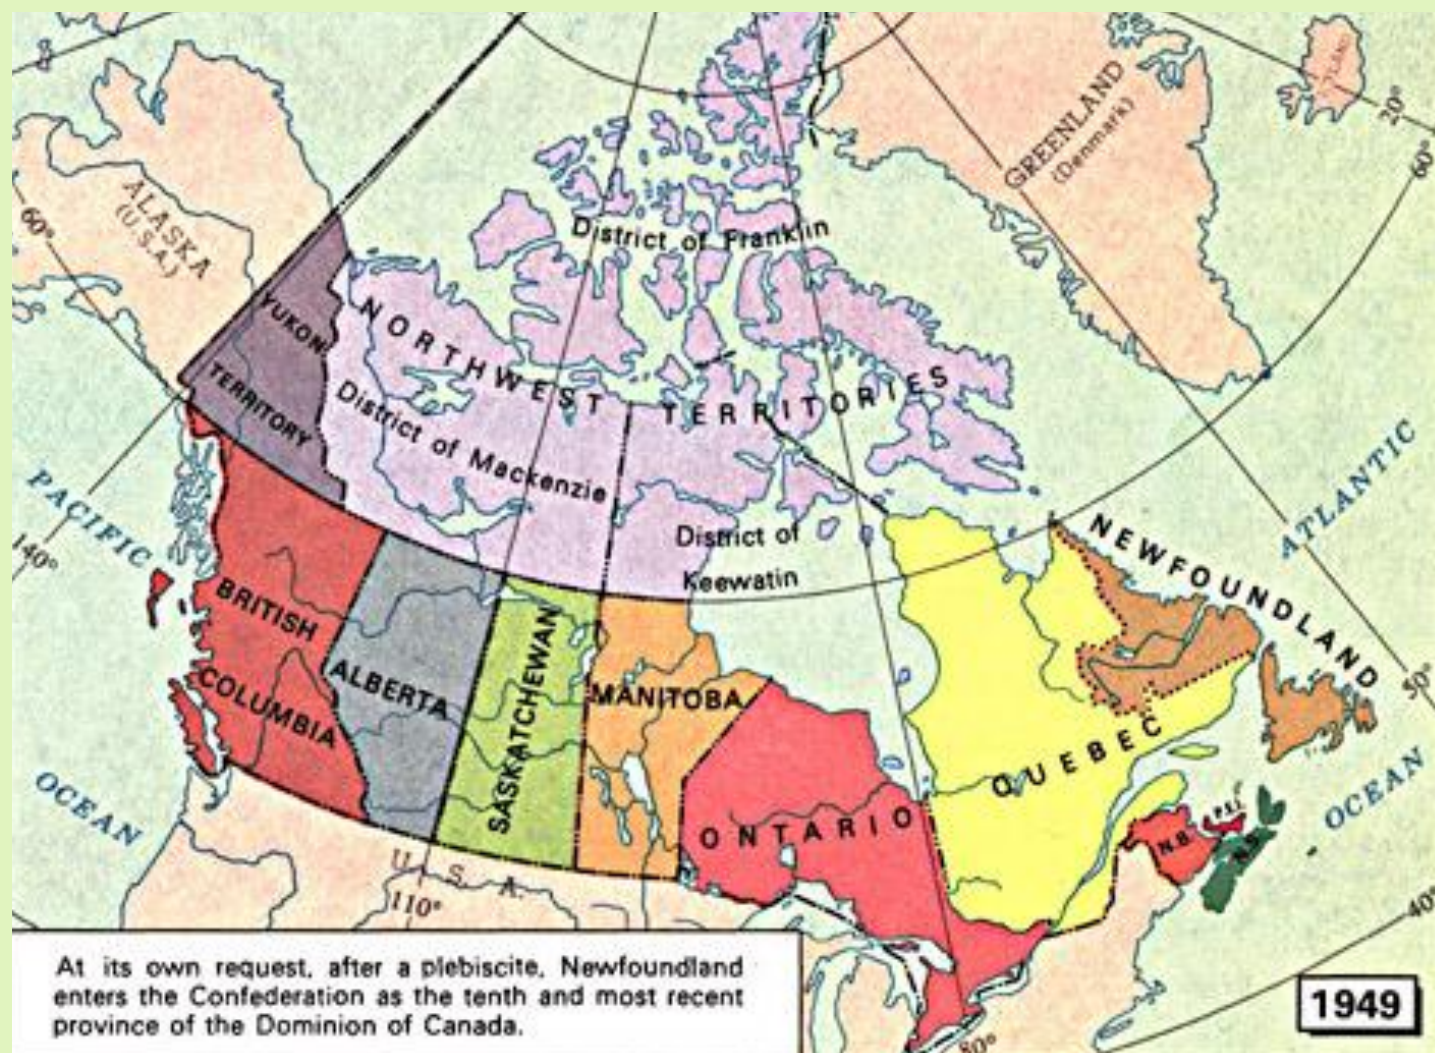 20°
60°
GREENLAND
(Denmark)
ALASKA
(U.S.A.)
60°
District of Franklin
YUKON
TERRITORY
NORTHWEST TERRITORIES
District of Mackenzie
District of
Keewatin
PACIFIC
OCEAN
140°
ATLANTIC
OCEAN
NEWFOUNDLAND
BRITISH
COLUMBIA
ALBERTA
SASKATCHEWAN
MANITOBA
ONTARIO
QUEBEC
P.E.I.
N.B.
N.S.
50°
40°
U. S. A.
110°
80°
At its own request, after a plebiscite, Newfoundland
enters the Confederation as the tenth and most recent
province of the Dominion of Canada.
1949